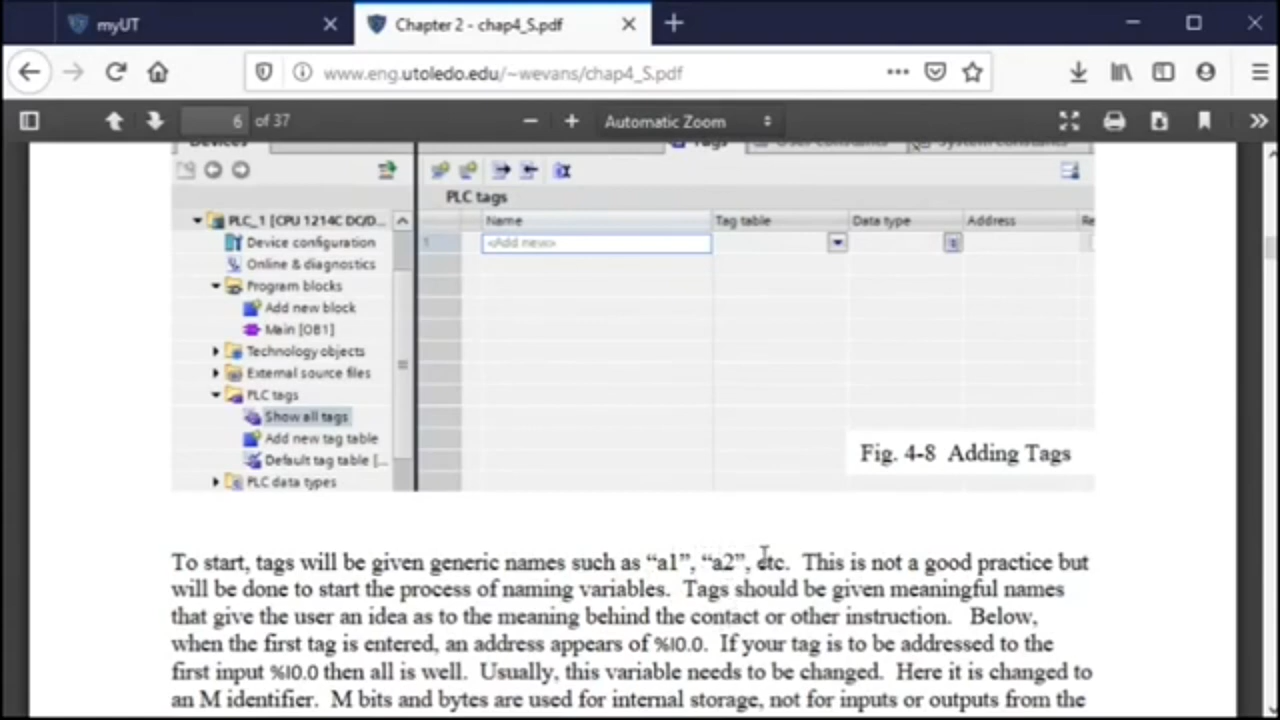 myUT
Chapter 2 - chap4_S.pdf
www.eng.utoledo.edu/~wevans/chap4_S.pdf
6 of 37
Automatic Zoom
Devices
Tags
User constants
System constants
PLC tags
Name Tag table Data type Address Re
1 <Add new>
PLC_1 [CPU 1214C DC/D...
Device configuration
Online & diagnostics
Program blocks
Add new block
Main [OB1]
Technology objects
External source files
PLC tags
Show all tags
Add new tag table
Default tag table [...
PLC data types
Fig. 4-8 Adding Tags
To start, tags will be given generic names such as “a1”, “a2”, etc. This is not a good practice but
will be done to start the process of naming variables. Tags should be given meaningful names
that give the user an idea as to the meaning behind the contact or other instruction. Below,
when the first tag is entered, an address appears of %I0.0. If your tag is to be addressed to the
first input %I0.0 then all is well. Usually, this variable needs to be changed. Here it is changed to
an M identifier. M bits and bytes are used for internal storage, not for inputs or outputs from the